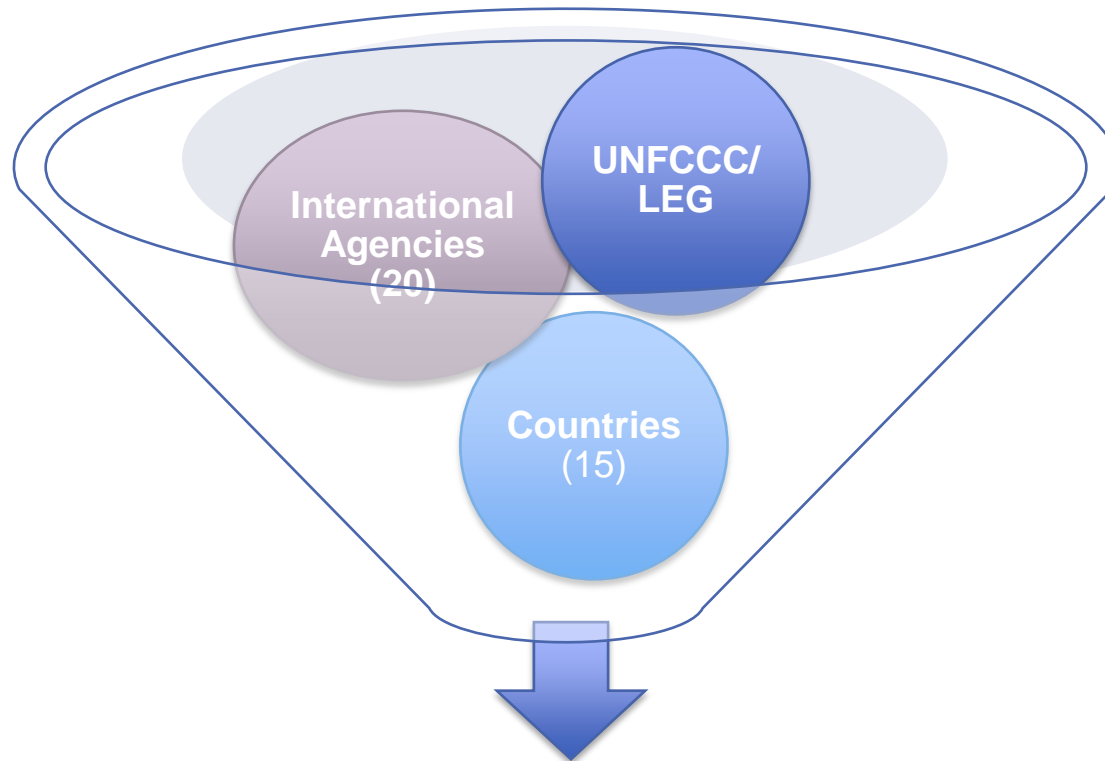 UNFCCC/
LEG
International
Agencies
(20)
Countries
(15)